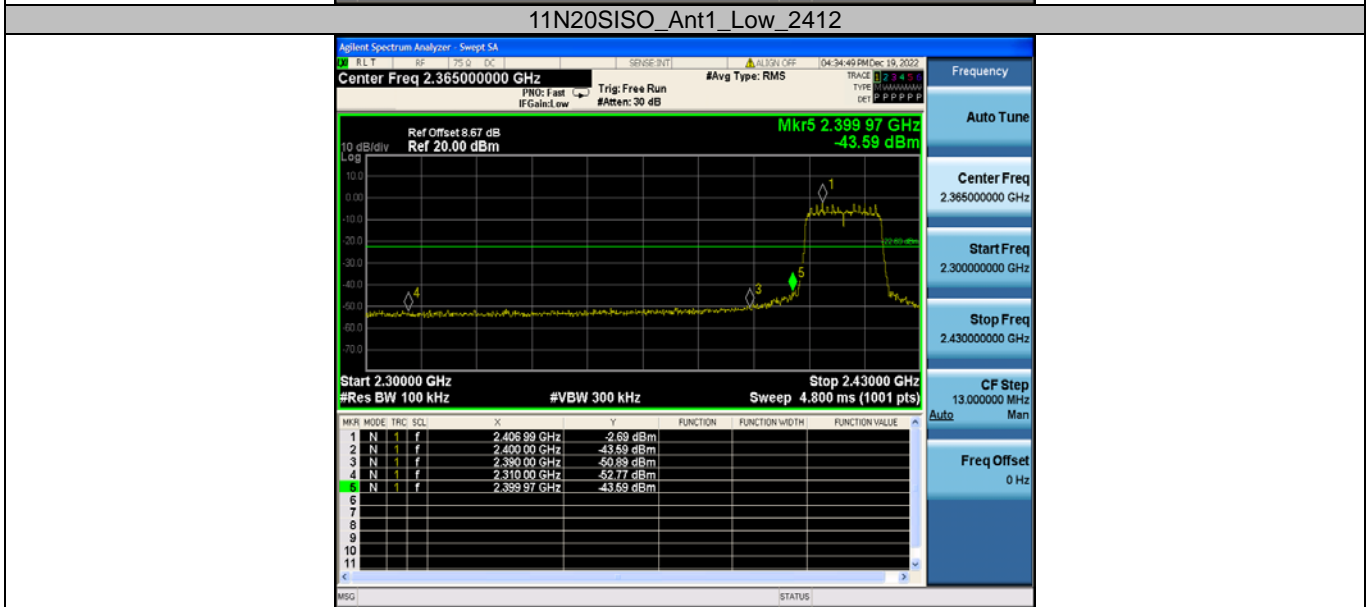 11N20SISO_Ant1_Low_2412
Agilent Spectrum Analyzer - Swept SA
RLT RF 75 Ω DC SENSE:INT ALIGN OFF 04:34:49 PM Dec 19, 2022
Center Freq 2.365000000 GHz #Avg Type: RMS TRACE 1 2 3 4 5 6
PNO: Fast Trig: Free Run TYPE M
IFGain:Low #Atten: 30 dB DET P P P P P P
Mkr5 2.399 97 GHz
-43.59 dBm
Ref Offset 8.67 dB
10 dB/div Ref 20.00 dBm
Log
10.0
0.00
-10.0
-20.0
-30.0
-40.0
-50.0
-60.0
-70.0
1
3
4
5
-22.63 dBm
Start 2.30000 GHz Stop 2.43000 GHz
#Res BW 100 kHz #VBW 300 kHz Sweep 4.800 ms (1001 pts)
MKR MODE TRC SCL X Y FUNCTION FUNCTION WIDTH FUNCTION VALUE
1 N 1 f 2.406 99 GHz -2.69 dBm
2 N 1 f 2.400 00 GHz -43.59 dBm
3 N 1 f 2.390 00 GHz -50.89 dBm
4 N 1 f 2.310 00 GHz -52.77 dBm
5 N 1 f 2.399 97 GHz -43.59 dBm
6
7
8
9
10
11
MSG STATUS
Frequency
Auto Tune
Center Freq
2.365000000 GHz
Start Freq
2.300000000 GHz
Stop Freq
2.430000000 GHz
CF Step
13.000000 MHz
Auto Man
Freq Offset
0 Hz